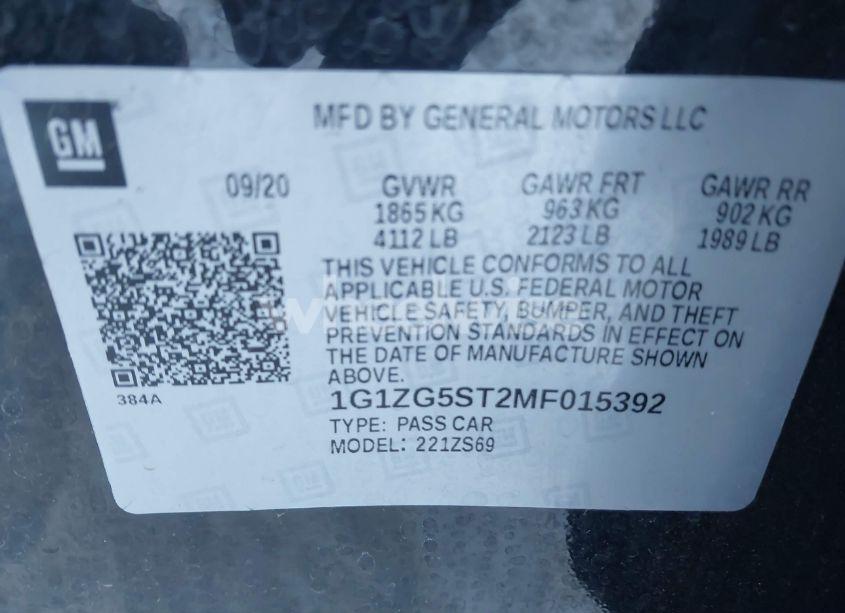 GM
MFD BY GENERAL MOTORS LLC
09/20
GVWR GAWR FRT GAWR RR
1865 KG 963 KG 902 KG
4112 LB 2123 LB 1989 LB
THIS VEHICLE CONFORMS TO ALL
APPLICABLE U.S. FEDERAL MOTOR
VEHICLE SAFETY, BUMPER, AND THEFT
PREVENTION STANDARDS IN EFFECT ON
THE DATE OF MANUFACTURE SHOWN
ABOVE.
384A
1G1ZG5ST2MF015392
TYPE: PASS CAR
MODEL: 221ZS69